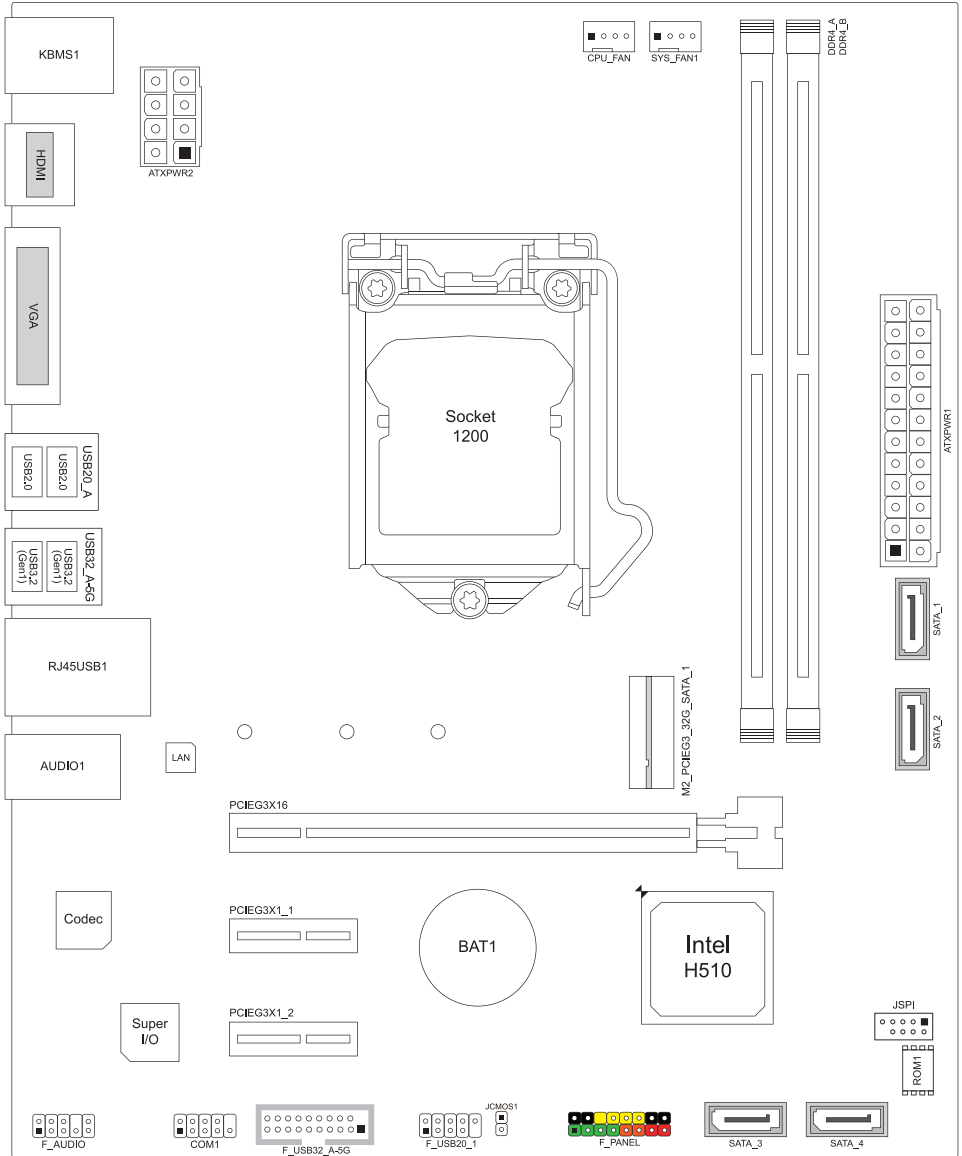 KBMS1
CPU_FAN
SYS_FAN1
DDR4_A
DDR4_B
ATXPWR2
HDMI
VGA
Socket
1200
ATXPWR1
USB20_A
USB2.0
USB2.0
USB32_A-5G
USB3.2
(Gen1)
USB3.2
(Gen1)
SATA_1
RJ45USB1
M2_PCIEG3_32G_SATA_1
SATA_2
AUDIO1
LAN
PCIEG3X16
Codec
PCIEG3X1_1
BAT1
Intel
H510
Super
I/O
PCIEG3X1_2
JSPI
ROM1
F_AUDIO
COM1
F_USB32_A-5G
F_USB20_1
JCMOS1
F_PANEL
SATA_3
SATA_4